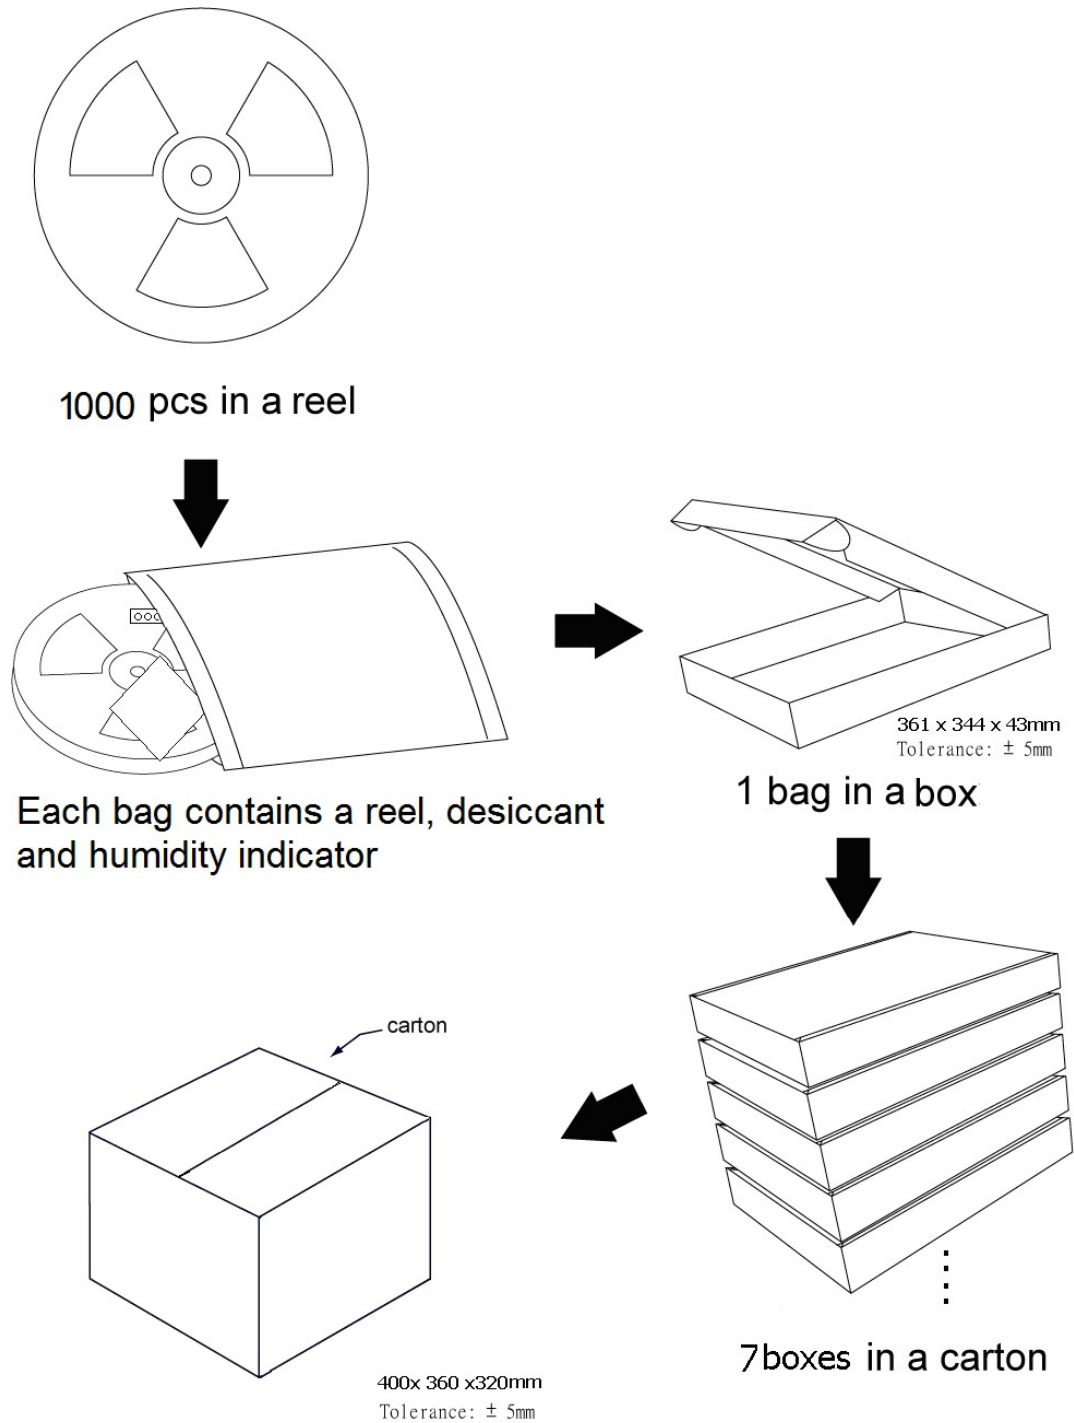 1000 pcs in a reel
Each bag contains a reel, desiccant
and humidity indicator
361 x 344 x 43mm
Tolerance: ± 5mm
1 bag in a box
7boxes in a carton
carton
400x 360 x320mm
Tolerance: ± 5mm